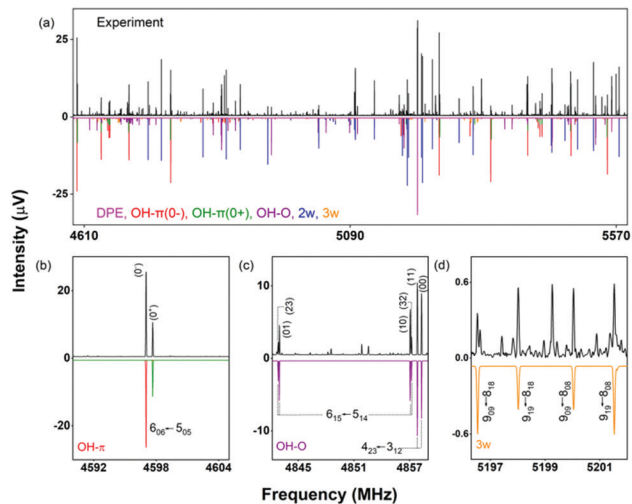 (a) Experiment
25
0
-25
DPE, OH-π(0-), OH-π(0+), OH-O, 2w, 3w
4610 5090 5570
Intensity (μV)
(b)
(0⁻)
(0⁺)
20
0
-20
6₀₆←5₀₅
OH-π
4592 4598 4604
(c)
(23)
(01)
(32)
(10)
(11)
(00)
10
0
-10
6₁₅←5₁₄
4₂₃←3₁₂
OH-O
4845 4851 4857
(d)
0.6
0.0
-0.6
9₀₉←8₁₈
9₁₉←8₁₈
9₀₉←8₀₈
9₁₉←8₀₈
3w
5197 5199 5201
Frequency (MHz)